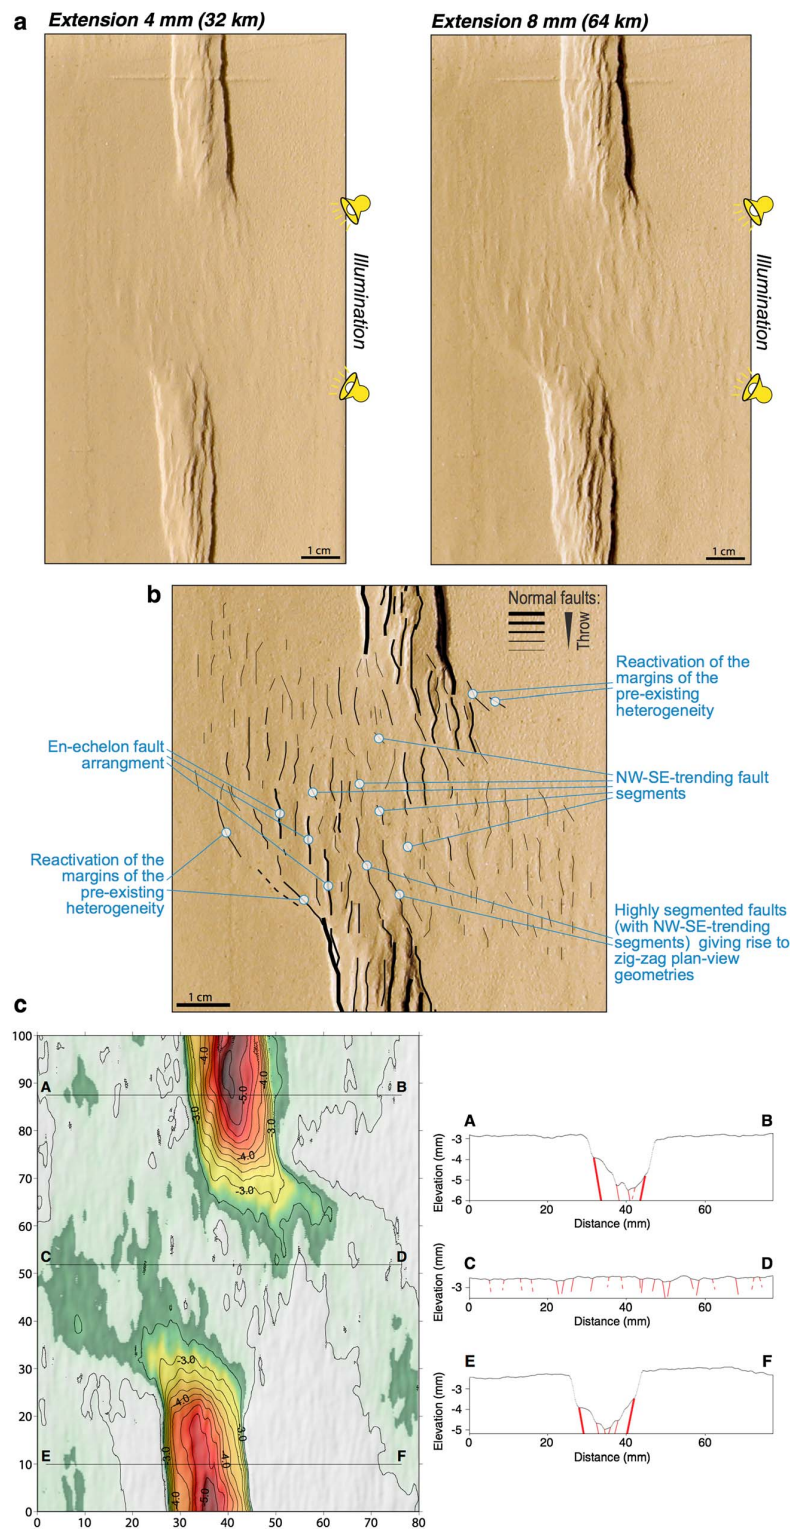 a
Extension 4 mm (32 km)
Extension 8 mm (64 km)
Illumination
Illumination
1 cm
1 cm
b
Normal faults:
Throw
Reactivation of the
margins of the
pre-existing
heterogeneity
En-echelon fault
arrangment
NW-SE-trending fault
segments
Reactivation of the
margins of the
pre-existing
heterogeneity
Highly segmented faults
(with NW-SE-trending
segments) giving rise to
zig-zag plan-view
geometries
1 cm
c
100
90
80
70
60
50
40
30
20
10
0
0 10 20 30 40 50 60 70 80
A B
C D
E F
-4.0
-5.0
-4.0
-3.0
3.0
-4.0
-3.0
-3.0
-4.0
-3.0
-3.0
-4.0
-5.0
A B
Elevation (mm)
-3
-4
-5
-6
0 20 40 60
Distance (mm)
C D
Elevation (mm)
-3
0 20 40 60
Distance (mm)
E F
Elevation (mm)
-3
-4
-5
0 20 40 60
Distance (mm)